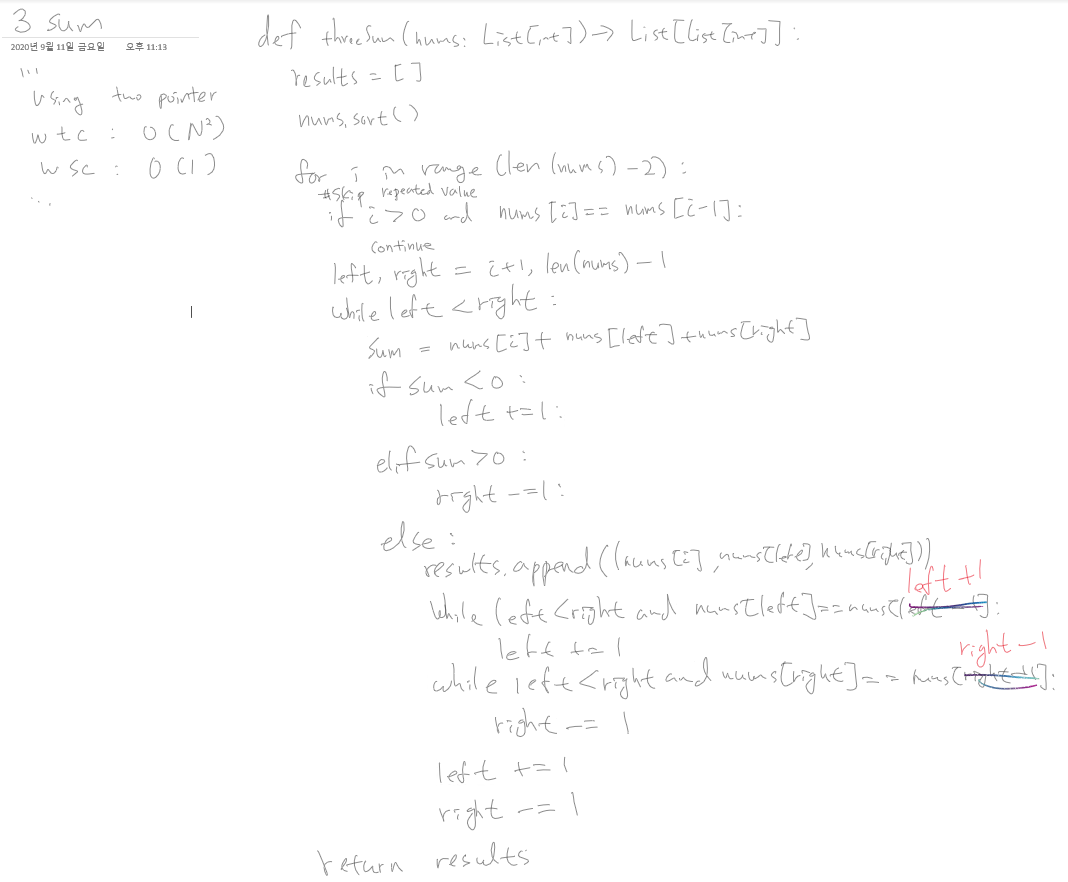 3 sum
2020년 9월 11일 금요일 오후 11:13
'''
Using two pointer
w t c : O(N²)
w s c : O(1)
...
def threeSum(nums: List[int]) -> List[List[int]]:
results = []
nums.sort()
for i in range (len(nums) -2):
#Skip repeated value
if i>0 and nums[i]== nums[i-1]:
continue
left, right = i+1, len(nums) -1
while left < right :
sum = nums[i]+ nums[left]+nums[right]
if sum <0 :
left +=1:
elif sum >0 :
right -=1:
else :
results.append((nums[i], nums[left], nums[right]))
left +1
while left<right and nums[left]==nums[left +1]:
left += 1
right -1
while left<right and nums[right]== nums[right+1]:
right -= 1
left += 1
right -= 1
return results